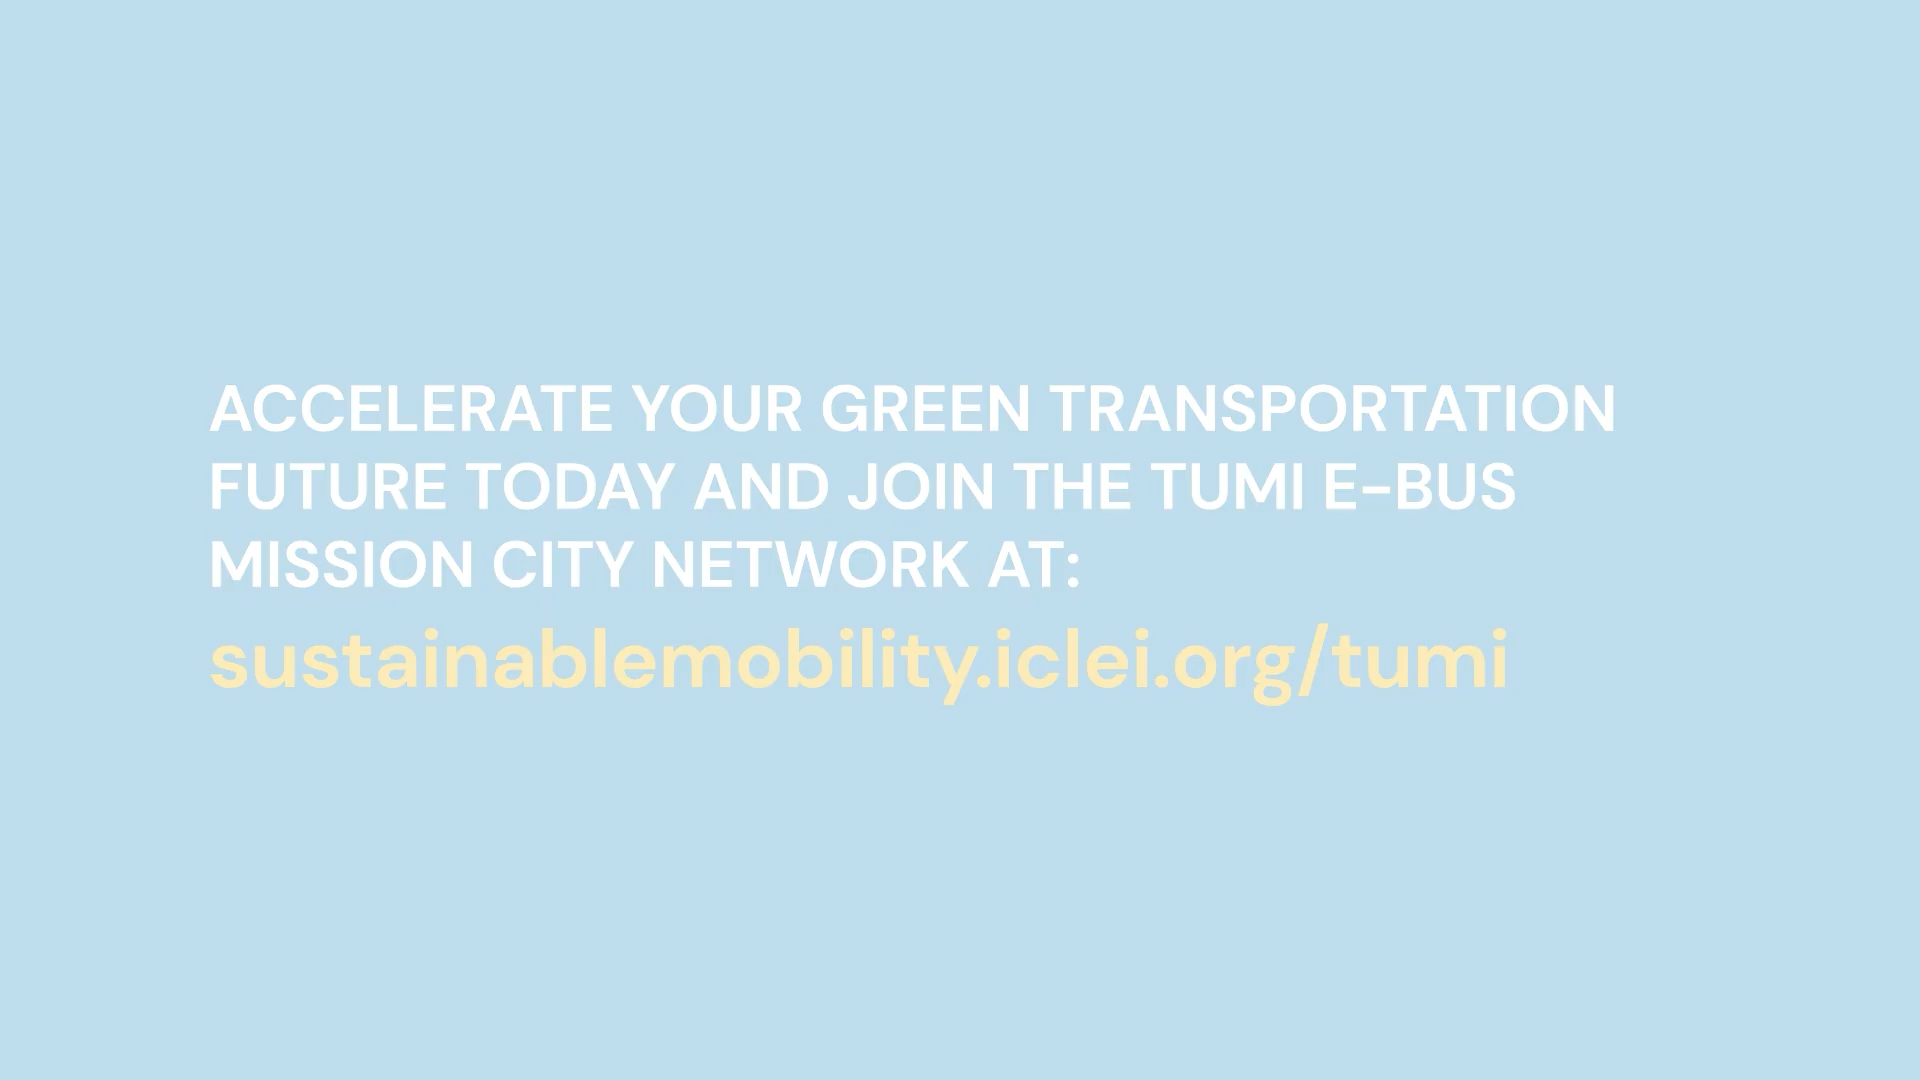 ACCELERATE YOUR GREEN TRANSPORTATION
FUTURE TODAY AND JOIN THE TUMI E-BUS
MISSION CITY NETWORK AT:
sustainablemobility.iclei.org/tumi